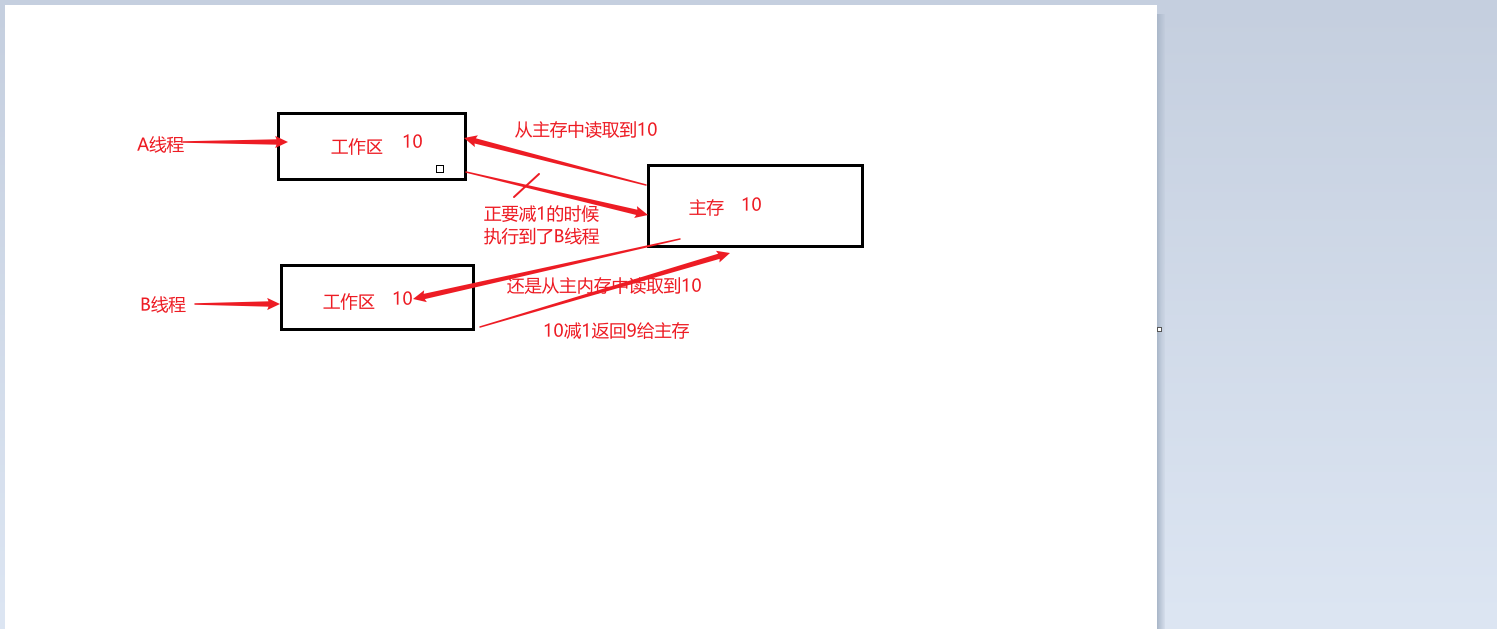 A线程
工作区 10
从主存中读取到10
主存 10
正要减1的时候
执行到了B线程
B线程
工作区 10
还是从主内存中读取到10
10减1返回9给主存